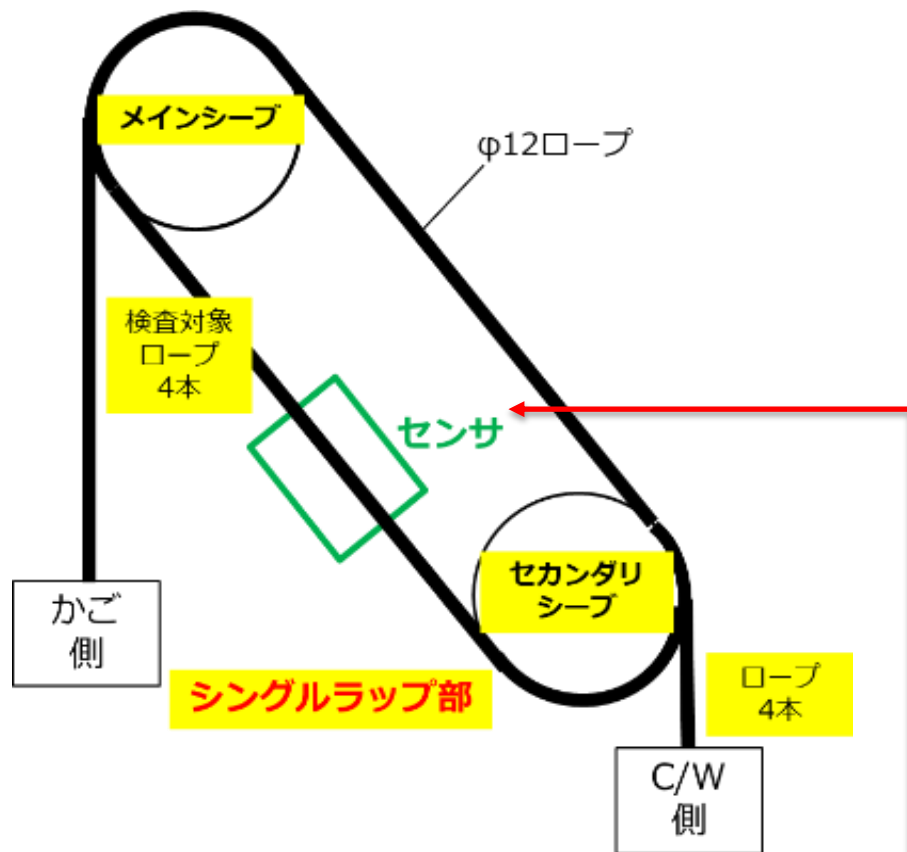 メインシーブ
φ12ロープ
検査対象
ロープ
4本
センサ
セカンダリ
シーブ
かご
側
シングルラップ部
ロープ
4本
C/W
側